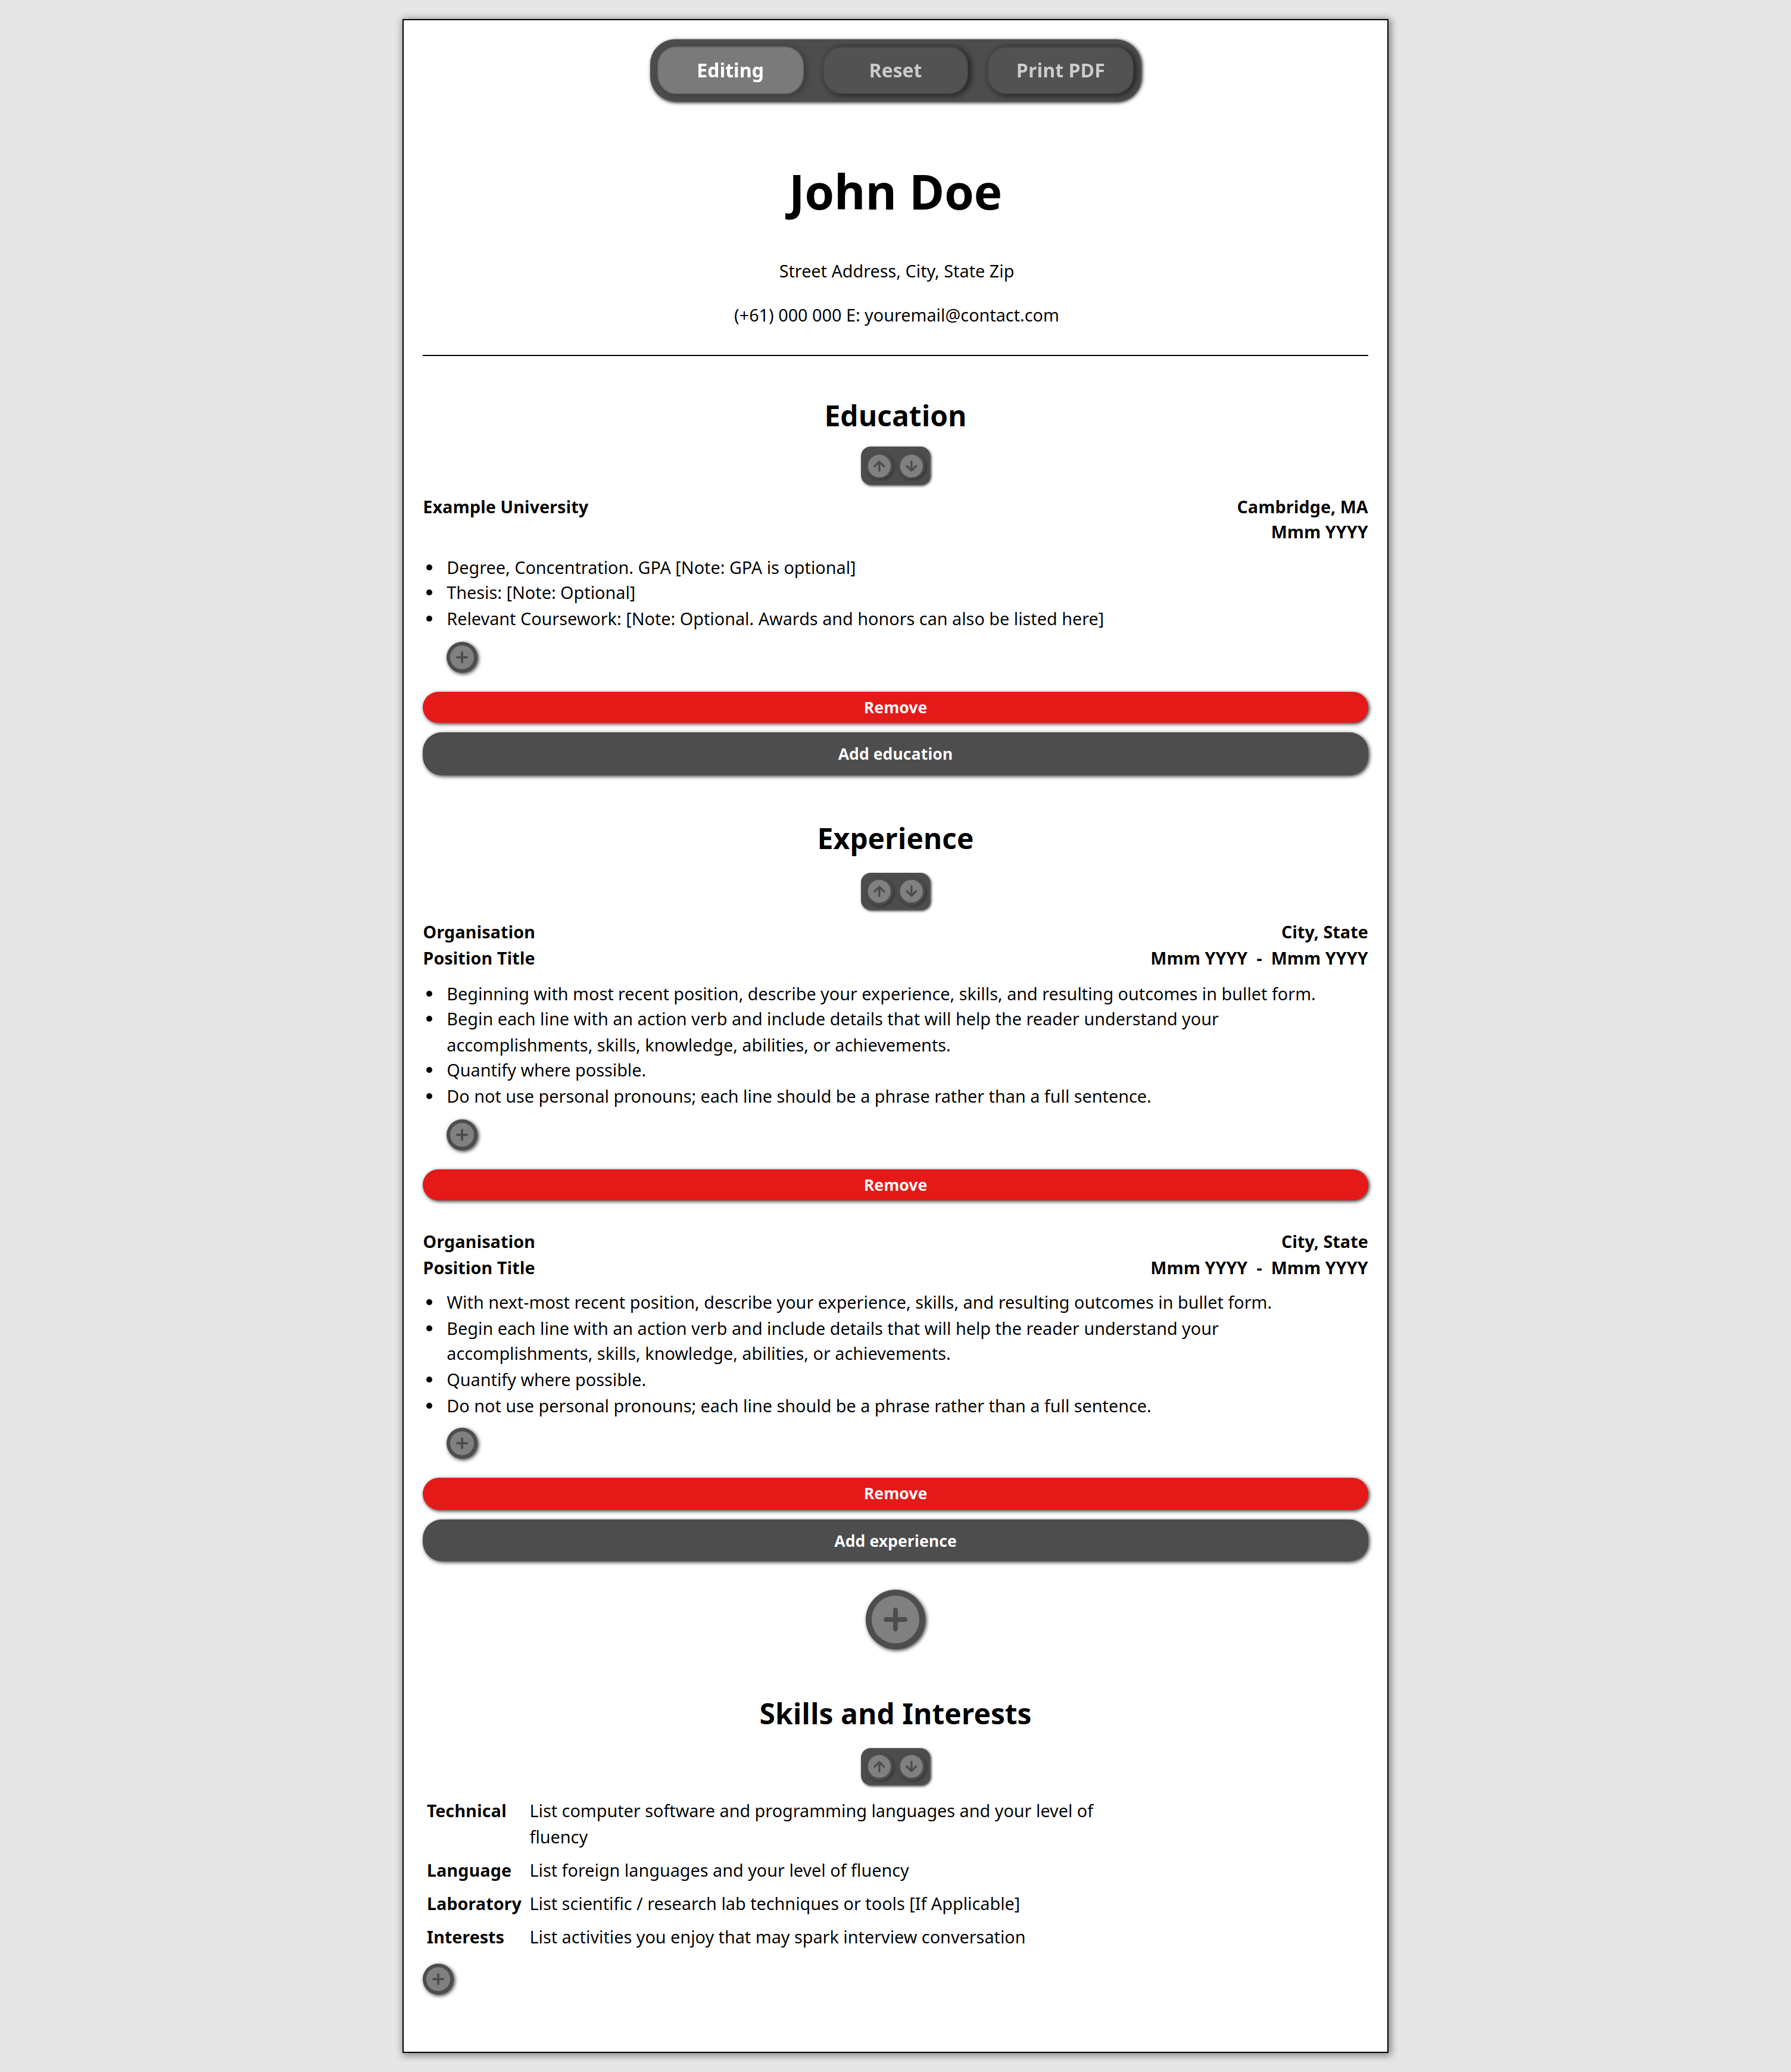 Editing Reset Print PDF
John Doe
Street Address, City, State Zip
(+61) 000 000 E: youremail@contact.com
Education
Example University Cambridge, MA
Mmm YYYY
• Degree, Concentration. GPA [Note: GPA is optional]
• Thesis: [Note: Optional]
• Relevant Coursework: [Note: Optional. Awards and honors can also be listed here]
Remove
Add education
Experience
Organisation City, State
Position Title Mmm YYYY - Mmm YYYY
• Beginning with most recent position, describe your experience, skills, and resulting outcomes in bullet form.
• Begin each line with an action verb and include details that will help the reader understand your
accomplishments, skills, knowledge, abilities, or achievements.
• Quantify where possible.
• Do not use personal pronouns; each line should be a phrase rather than a full sentence.
Remove
Organisation City, State
Position Title Mmm YYYY - Mmm YYYY
• With next-most recent position, describe your experience, skills, and resulting outcomes in bullet form.
• Begin each line with an action verb and include details that will help the reader understand your
accomplishments, skills, knowledge, abilities, or achievements.
• Quantify where possible.
• Do not use personal pronouns; each line should be a phrase rather than a full sentence.
Remove
Add experience
Skills and Interests
Technical List computer software and programming languages and your level of
fluency
Language List foreign languages and your level of fluency
Laboratory List scientific / research lab techniques or tools [If Applicable]
Interests List activities you enjoy that may spark interview conversation